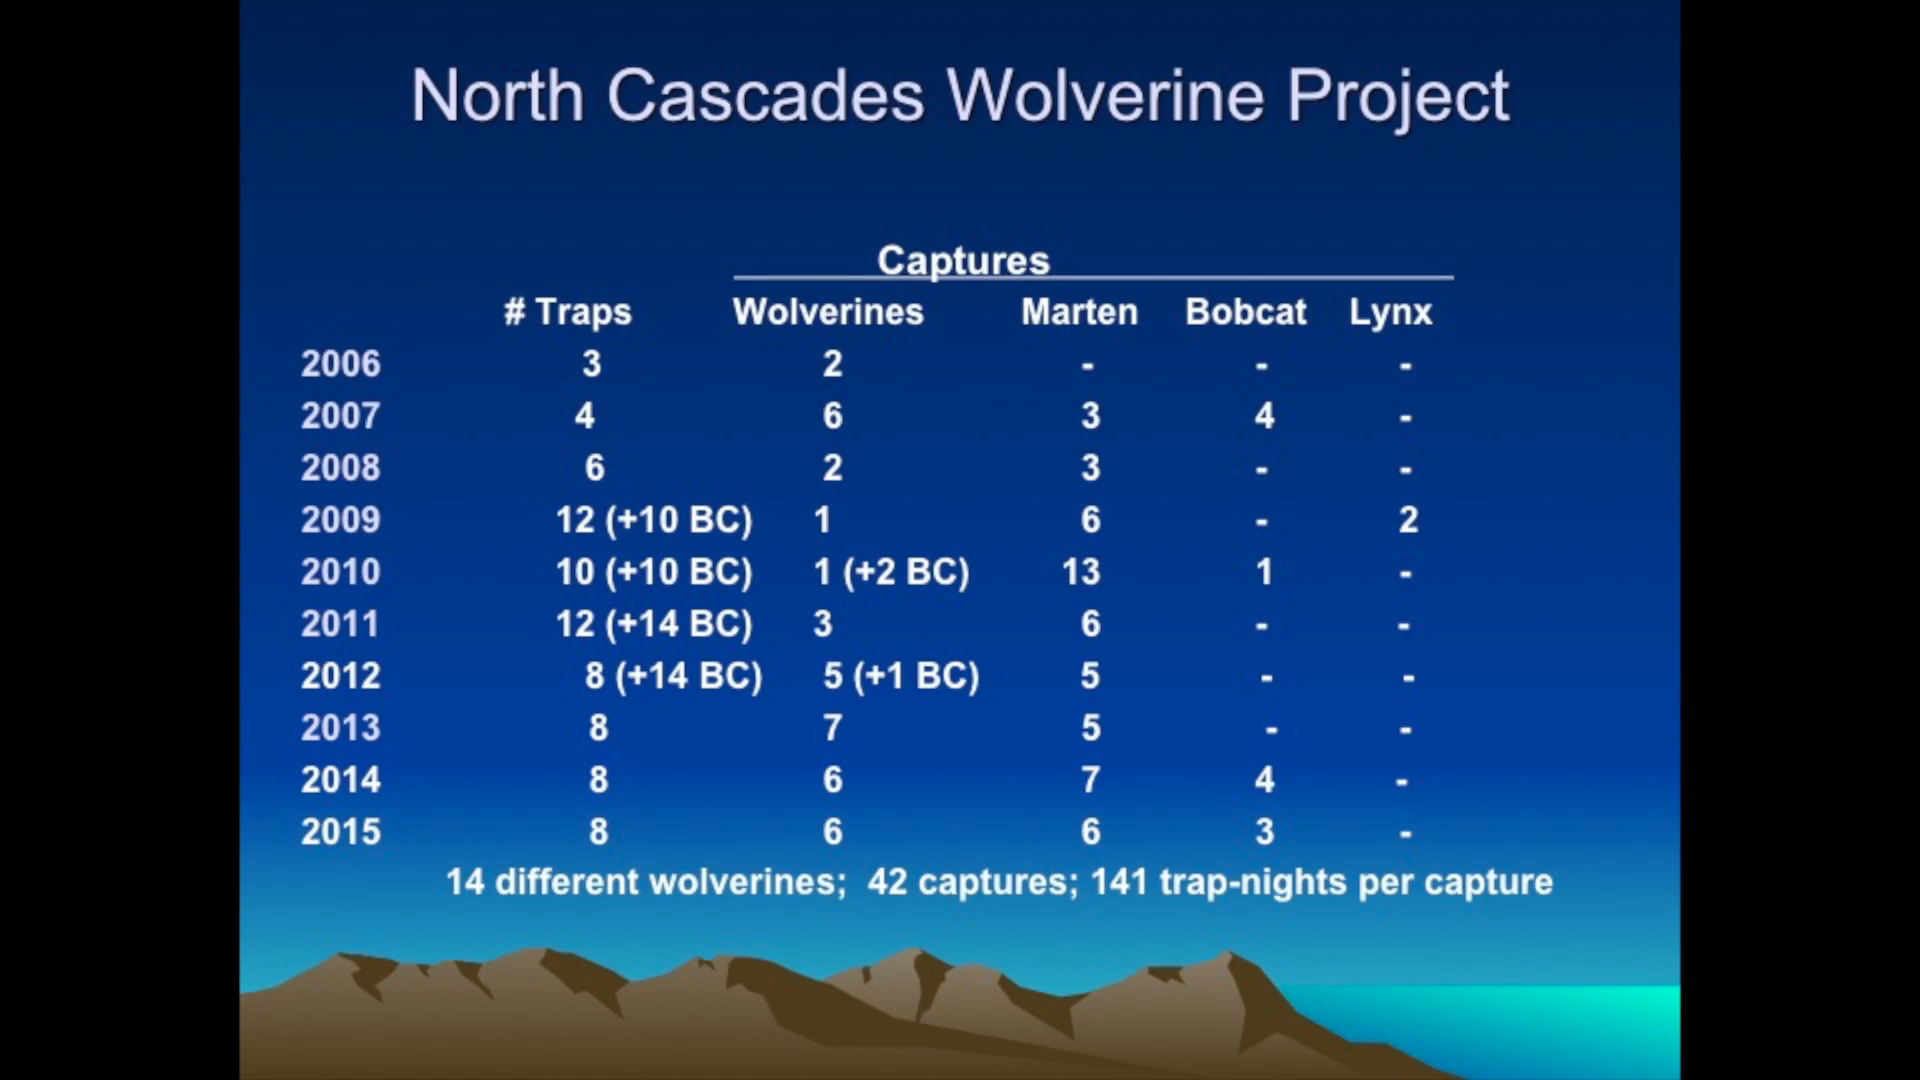 North Cascades Wolverine Project
Captures
# Traps Wolverines Marten Bobcat Lynx
2006 3 2 - - -
2007 4 6 3 4 -
2008 6 2 3 - -
2009 12 (+10 BC) 1 6 - 2
2010 10 (+10 BC) 1 (+2 BC) 13 1 -
2011 12 (+14 BC) 3 6 - -
2012 8 (+14 BC) 5 (+1 BC) 5 - -
2013 8 7 5 - -
2014 8 6 7 4 -
2015 8 6 6 3 -
14 different wolverines; 42 captures; 141 trap-nights per capture